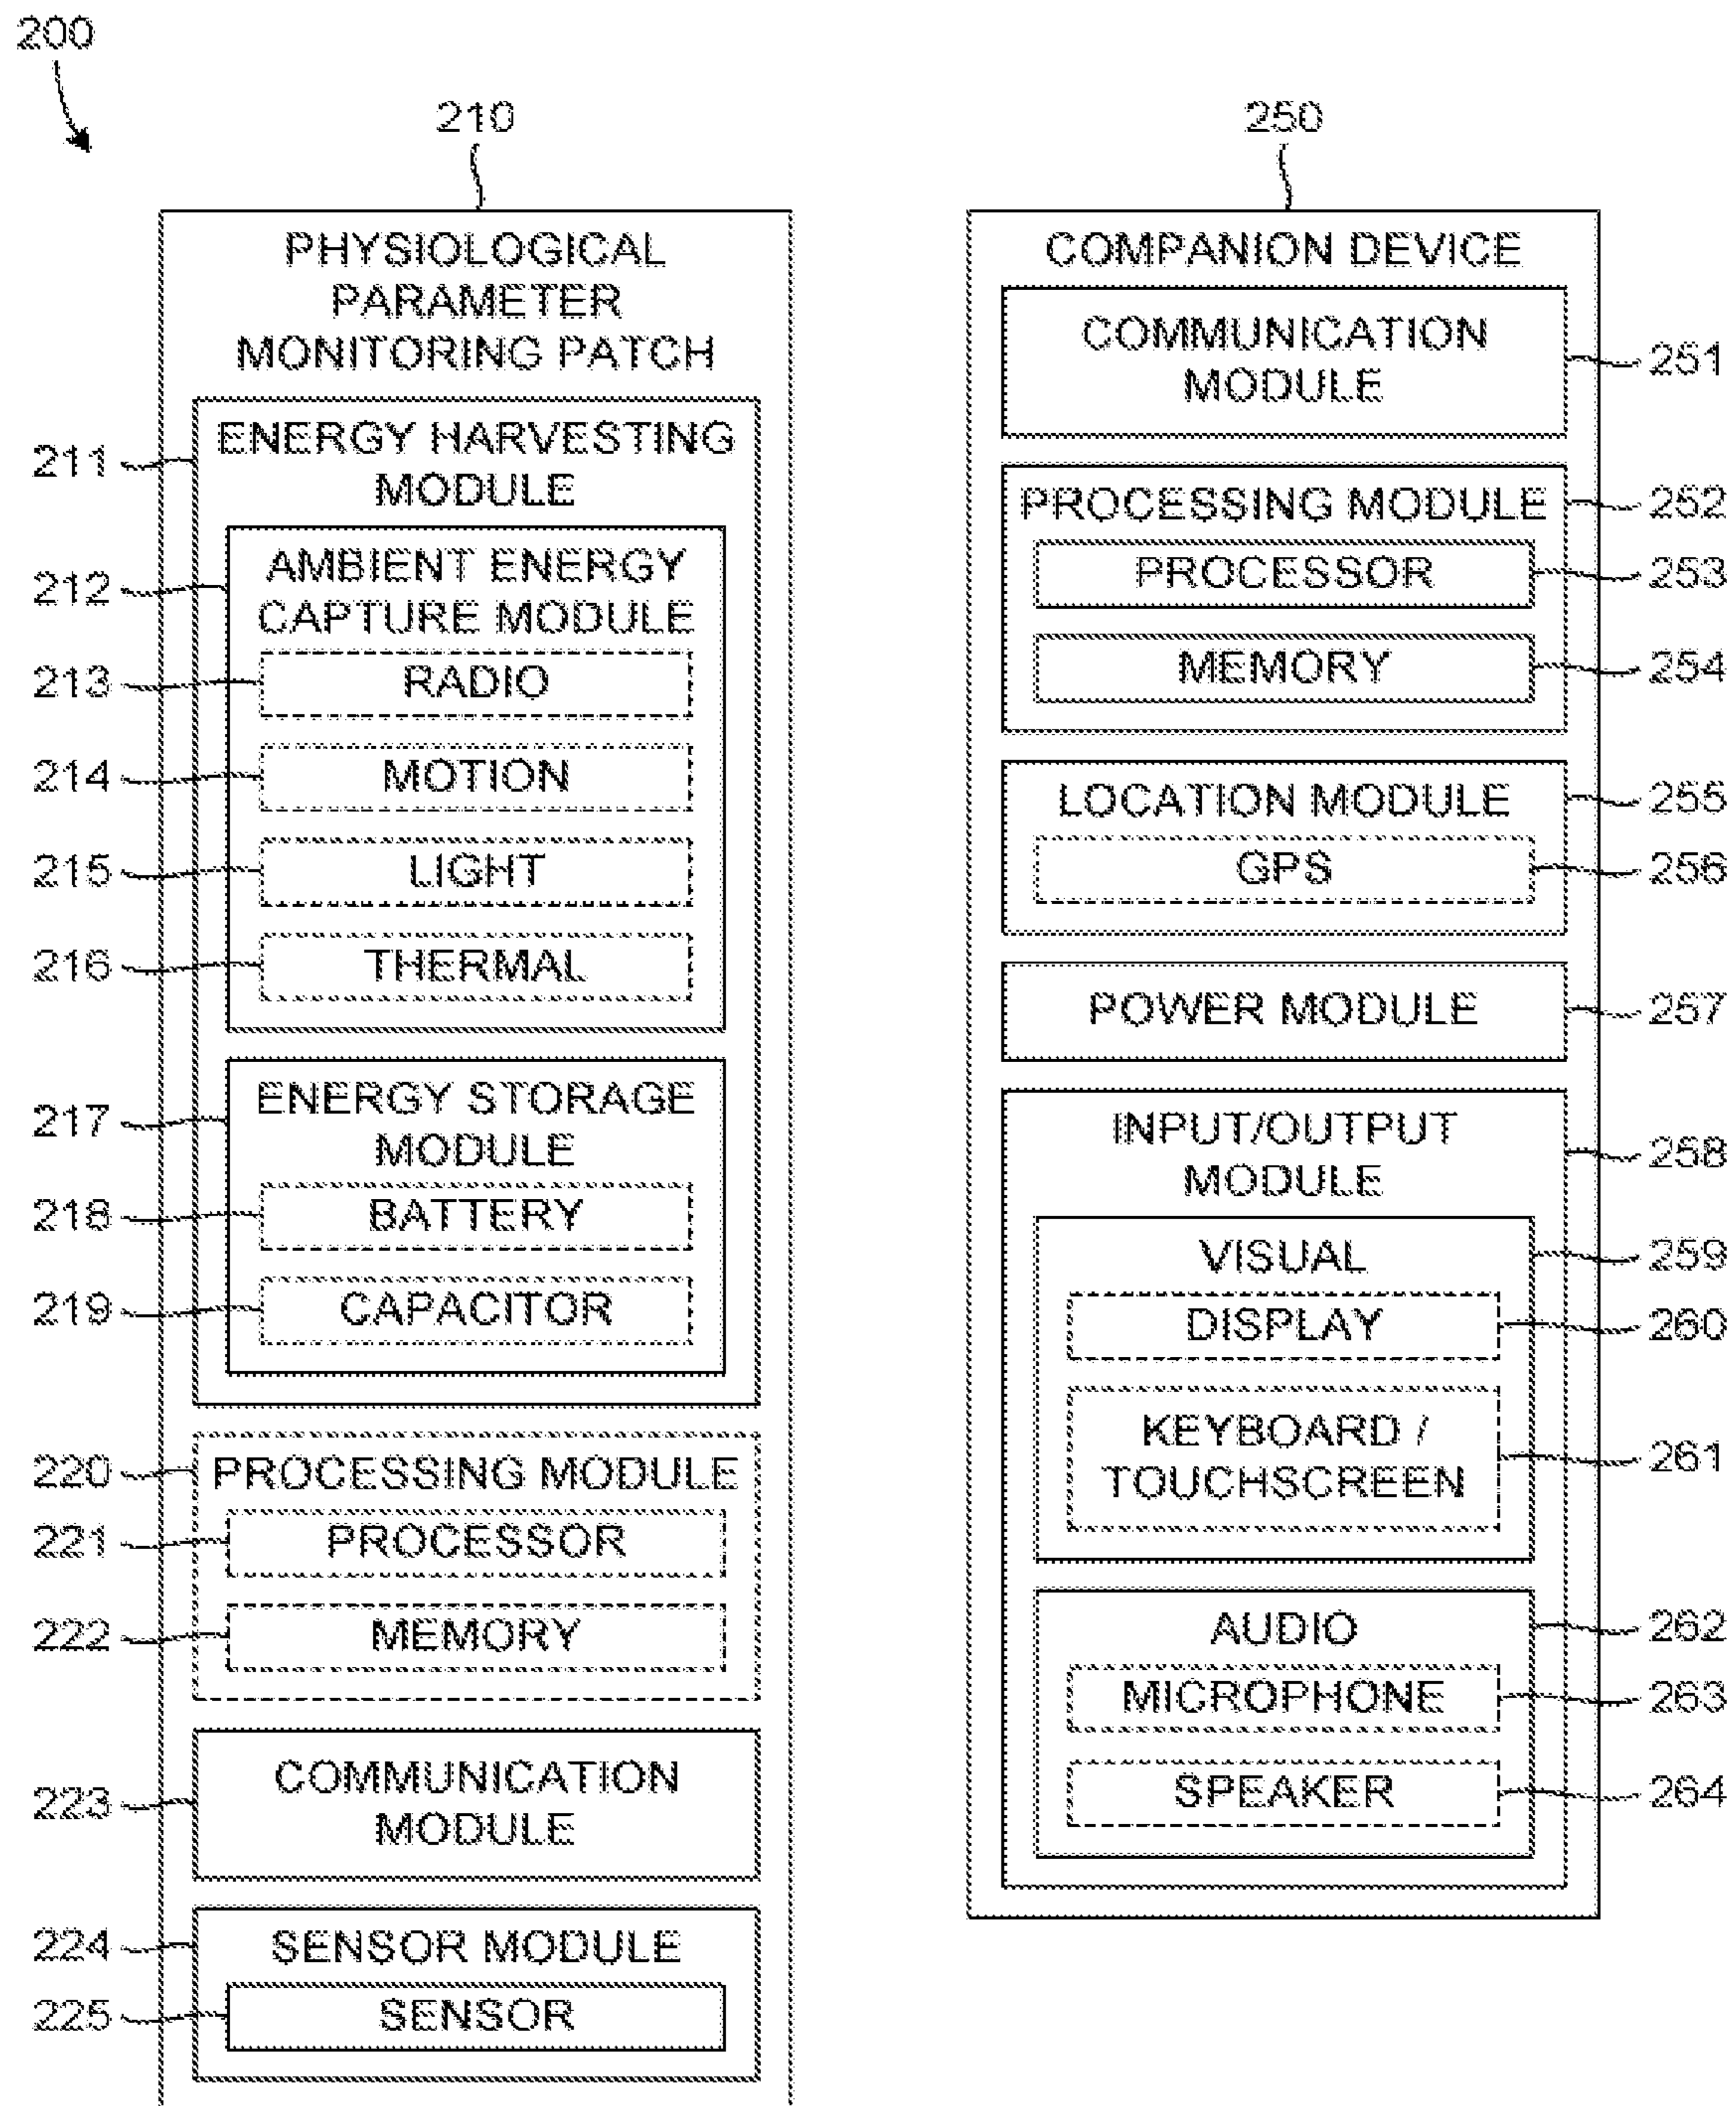 200
210
PHYSIOLOGICAL
PARAMETER
MONITORING PATCH
211
ENERGY HARVESTING
MODULE
212
AMBIENT ENERGY
CAPTURE MODULE
213
RADIO
214
MOTION
215
LIGHT
216
THERMAL
217
ENERGY STORAGE
MODULE
218
BATTERY
219
CAPACITOR
220
PROCESSING MODULE
221
PROCESSOR
222
MEMORY
223
COMMUNICATION
MODULE
224
SENSOR MODULE
225
SENSOR
250
COMPANION DEVICE
COMMUNICATION
MODULE
251
PROCESSING MODULE
252
PROCESSOR
253
MEMORY
254
LOCATION MODULE
255
GPS
256
POWER MODULE
257
INPUT/OUTPUT
MODULE
258
VISUAL
259
DISPLAY
260
KEYBOARD /
TOUCHSCREEN
261
AUDIO
262
MICROPHONE
263
SPEAKER
264